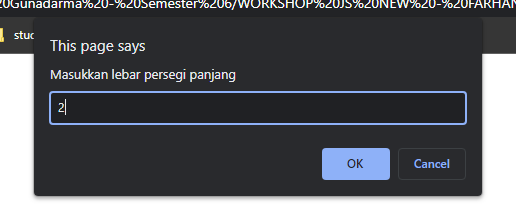 20Gunadarma%20-%20Semester%206/WORKSHOP%20JS%20NEW%20-%20FARHAN
stud
This page says
Masukkan lebar persegi panjang
2
OK
Cancel